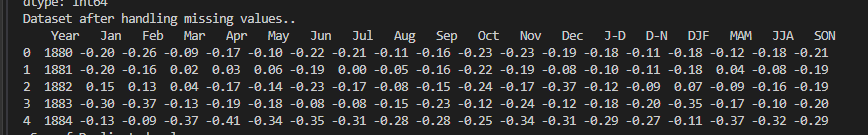 dtype: int64
Dataset after handling missing values..
Year Jan Feb Mar Apr May Jun Jul Aug Sep Oct Nov Dec J-D D-N DJF MAM JJA SON
0 1880 -0.20 -0.26 -0.09 -0.17 -0.10 -0.22 -0.21 -0.11 -0.16 -0.23 -0.23 -0.19 -0.18 -0.11 -0.18 -0.12 -0.18 -0.21
1 1881 -0.20 -0.16 0.02 0.03 0.06 -0.19 0.00 -0.05 -0.16 -0.22 -0.19 -0.08 -0.10 -0.11 -0.18 0.04 -0.08 -0.19
2 1882 0.15 0.13 0.04 -0.17 -0.14 -0.23 -0.17 -0.08 -0.15 -0.24 -0.17 -0.37 -0.12 -0.09 0.07 -0.09 -0.16 -0.19
3 1883 -0.30 -0.37 -0.13 -0.19 -0.18 -0.08 -0.08 -0.15 -0.23 -0.12 -0.24 -0.12 -0.18 -0.20 -0.35 -0.17 -0.10 -0.20
4 1884 -0.13 -0.09 -0.37 -0.41 -0.34 -0.35 -0.31 -0.28 -0.28 -0.25 -0.34 -0.31 -0.29 -0.27 -0.11 -0.37 -0.32 -0.29